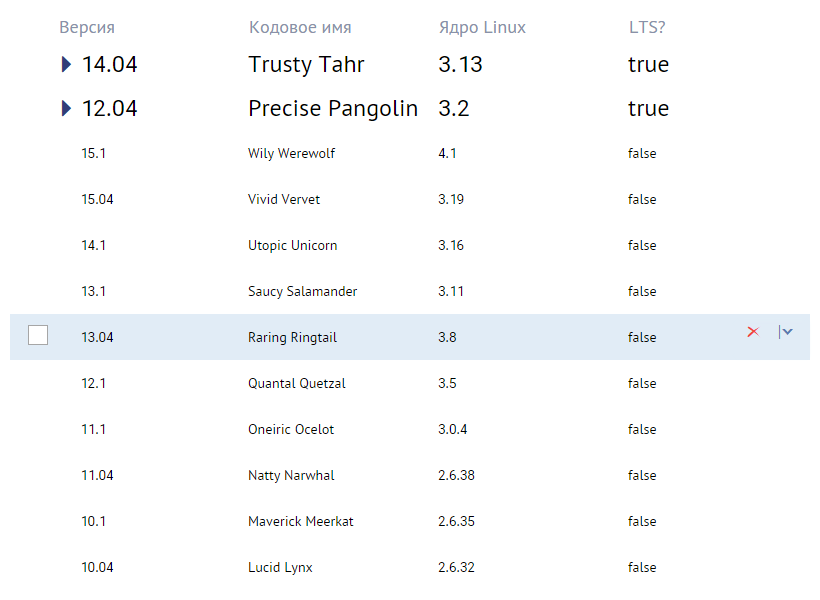 Версия Кодовое имя Ядро Linux LTS?
14.04 Trusty Tahr 3.13 true
12.04 Precise Pangolin 3.2 true
15.1 Wily Werewolf 4.1 false
15.04 Vivid Vervet 3.19 false
14.1 Utopic Unicorn 3.16 false
13.1 Saucy Salamander 3.11 false
13.04 Raring Ringtail 3.8 false
12.1 Quantal Quetzal 3.5 false
11.1 Oneiric Ocelot 3.0.4 false
11.04 Natty Narwhal 2.6.38 false
10.1 Maverick Meerkat 2.6.35 false
10.04 Lucid Lynx 2.6.32 false